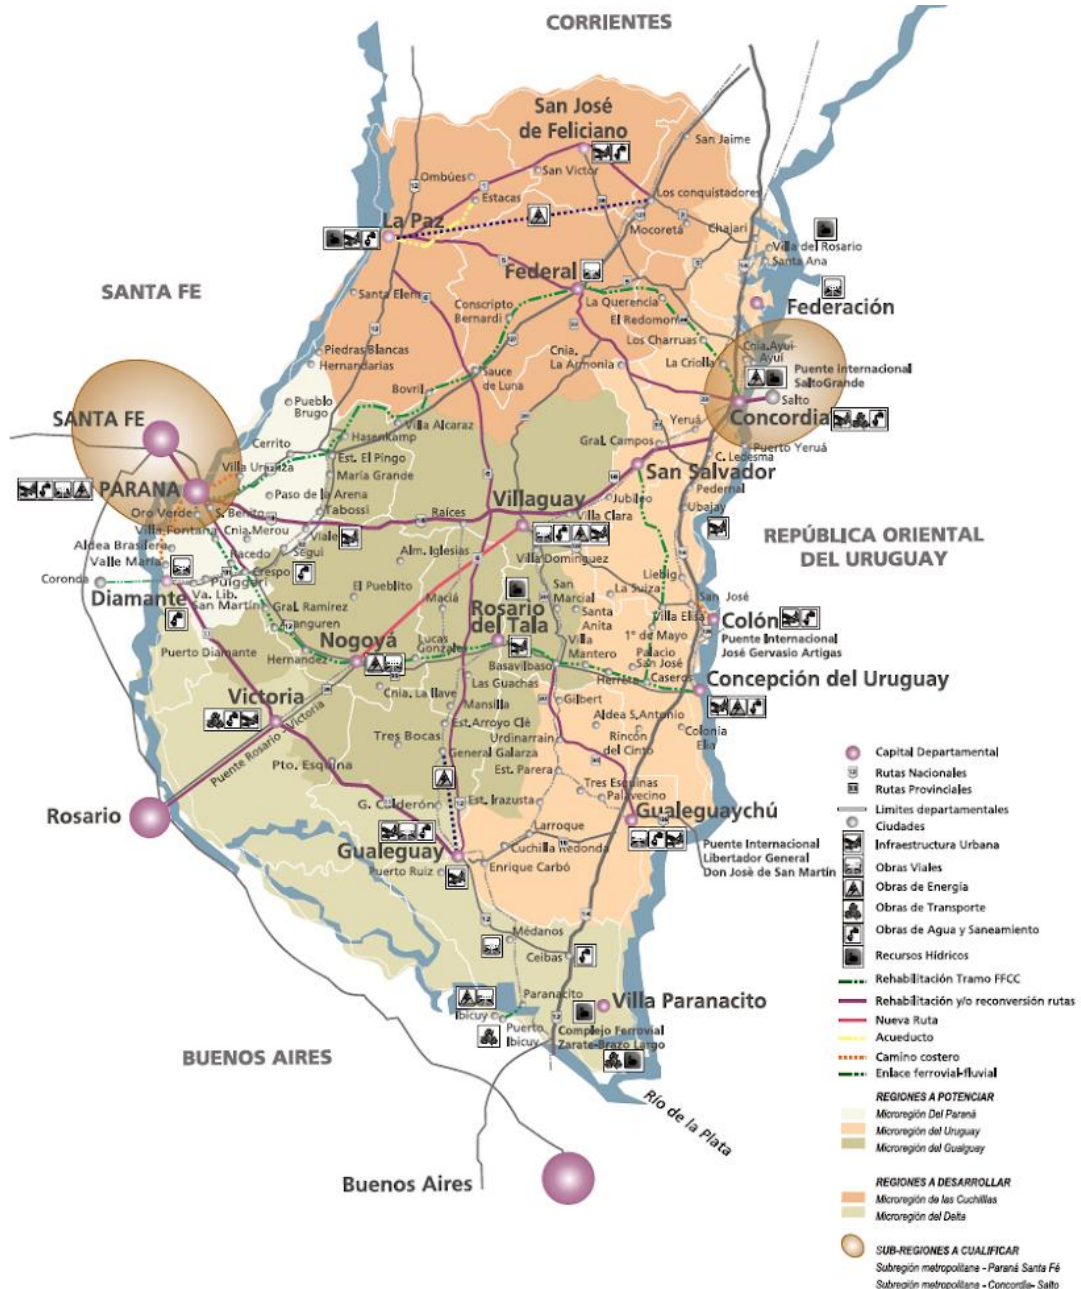 CORRIENTES
San José
de Feliciano
San Jaime
Ombúes
San Victor
Estacas
Los conquistadores
La Paz
Mocoretá
Chajari
Villa del Rosario
Santa Ana
SANTA FE
Federal
Santa Elena
Conscripto
Bernardi
La Querencia
El Redomon
Federación
Los Charruas
Piedras Blancas
Hernandarias
Cnia.
La Armonia
La Criolla
Cnia.Ayui
Ayui
Puente Internacional
SaltoGrande
Sauce
de Luna
Bovril
Pueblo
Brugo
Salto
Concordia
SANTA FE
Villa Alcaraz
Yeruá
Hasenkamp
Cerrito
Gral. Campos
Puerto Yeruá
Est. El Pingo
C. Ledesma
Villa Urquiza
María Grande
San Salvador
PARANA
Paso de la Arena
Pedernal
Villaguay
Jubileo
Oro Verde
S. Benito
Tabossi
Ubajay
Villa Fontana
Cnia.Merou
Viale
Raíces
Villa Clara
REPÚBLICA ORIENTAL
DEL URUGUAY
Aldea Brasilera
Racedo
Segui
Alm. Iglesias
Villa Dominguez
Valle María
Crespo
Coronda
Puiggari
El Pueblito
Liebig
Diamante
Va. Lib.
San Martín
San
Marcial
La Suiza
San José
Gral. Ramírez
Maciá
Rosario
del Tala
Santa
Anita
Villa Elisa
Colón
Aranguren
1° de Mayo
Puente Internacional
José Gervasio Artigas
Puerto Diamante
Hernandez
Nogoyá
Lucas
Gonzalez
Villa
Mantero
Palacio
San José
Basavilbaso
Herrera
Caseros
Concepción del Uruguay
Las Guachas
Victoria
Cnia. La llave
Gilbert
Mansilla
Aldea S.Antonio
Puente Rosario - Victoria
Est.Arroyo Clé
Rincón
del Cinto
Colonia
Elia
Tres Bocas
Urdinarrain
General Galarza
Pto. Esquina
Est. Parera
Tres Esquinas
Palavecino
Rosario
G. Calderón
Est. Irazusta
Gualeguaychú
Larroque
Puente Internacional
Libertador General
Don José de San Martín
Gualeguay
Cuchilla Redonda
Puerto Ruiz
Enrique Carbó
Médanos
Ceibas
Paranacito
Villa Paranacito
Ibicuy
Puerto
Ibicuy
Complejo Ferrovial
Zarate-Brazo Largo
BUENOS AIRES
Río de la Plata
Buenos Aires
Capital Departamental
Rutas Nacionales
Rutas Provinciales
Limites departamentales
Ciudades
Infraestructura Urbana
Obras Viales
Obras de Energía
Obras de Transporte
Obras de Agua y Saneamiento
Recursos Hídricos
Rehabilitación Tramo FFCC
Rehabilitación y/o reconversión rutas
Nueva Ruta
Acueducto
Camino costero
Enlace ferrovial-fluvial
REGIONES A POTENCIAR
Microregión Del Paraná
Microregión del Uruguay
Microregión del Gualguay
REGIONES A DESARROLLAR
Microregión de las Cuchillas
Microregión del Delta
SUB-REGIONES A CUALIFICAR
Subregión metropolitana - Paraná Santa Fé
Subregión metropolitana - Concordia- Salto